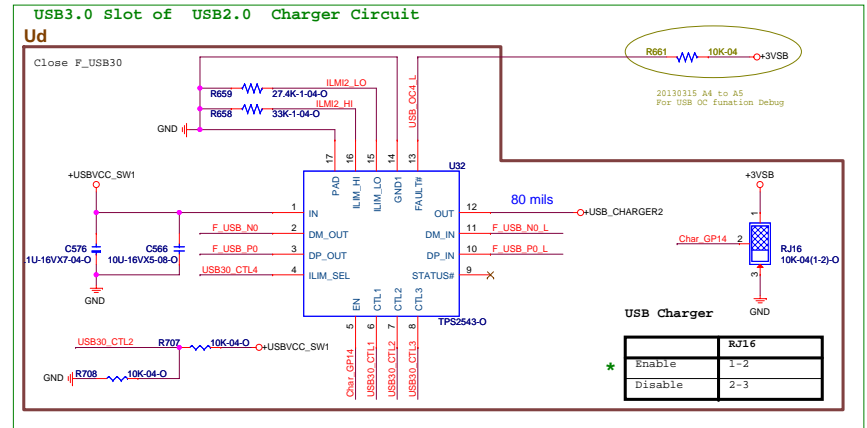 USB3.0 Slot of USB2.0 Charger Circuit
Ud
Close F_USB30
R661
10K-04
+3VSB
20130315 A4 to A5
For USB OC funation Debug
ILMI2_LO
R659
27.4K-1-04-O
ILMI2_HI
R658
33K-1-04-O
GND
USB_OC4_L
17
16
15
14
13
U32
PAD
ILIM_HI
ILIM_LO
GND1
FAULT#
+USBVCC_SW1
C576
.1U-16VX7-04-O
C566
10U-16VX5-08-O
GND
1
IN
F_USB_N0
2
DM_OUT
F_USB_P0
3
DP_OUT
USB30_CTL4
4
ILIM_SEL
OUT
12
80 mils
+USB_CHARGER2
DM_IN
11
F_USB_N0_L
DP_IN
10
F_USB_P0_L
STATUS#
9
EN
CTL1
CTL2
CTL3
TPS2543-O
5
6
7
8
Char_GP14
USB30_CTL1
USB30_CTL2
USB30_CTL3
USB30_CTL2
R707
10K-04-O
+USBVCC_SW1
GND
R708
10K-04-O
+3VSB
1
Char_GP14
2
RJ16
10K-04(1-2)-O
3
GND
USB Charger
RJ16
* Enable 1-2
Disable 2-3